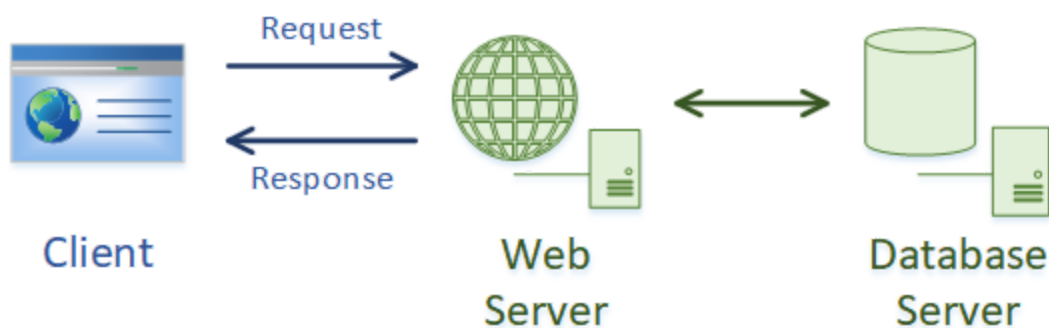 Request
Response
Client
Web
Server
Database
Server